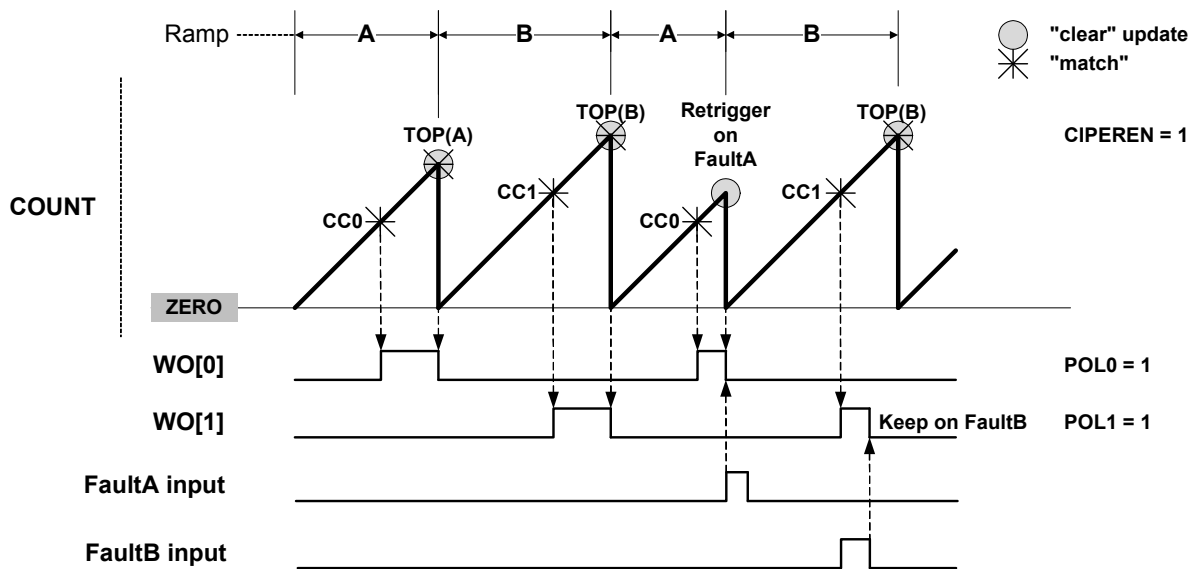 Ramp
A
B
A
B
"clear" update
"match"
TOP(A)
TOP(B)
Retrigger
on
FaultA
TOP(B)
CIPEREN = 1
COUNT
CC0
CC1
CC0
CC1
ZERO
WO[0]
POL0 = 1
WO[1]
Keep on FaultB
POL1 = 1
FaultA input
FaultB input